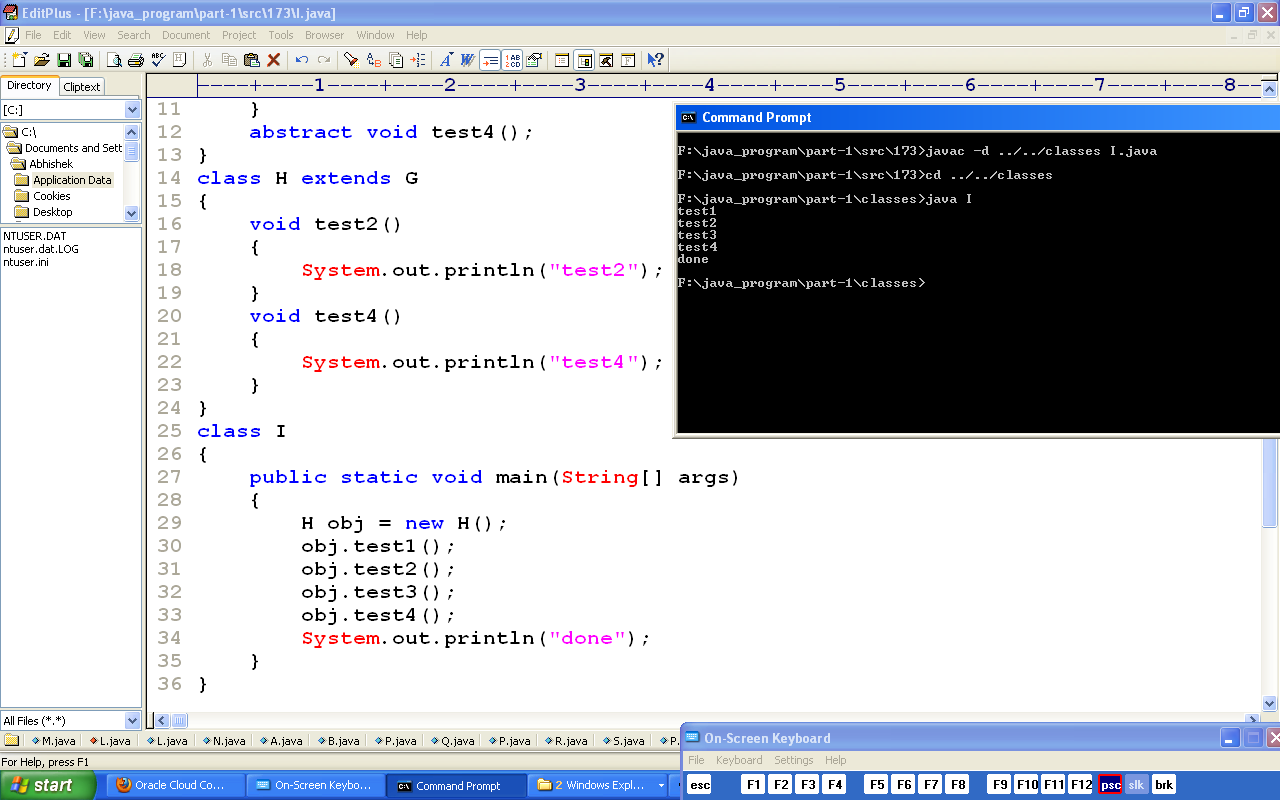 EditPlus - [F:\java_program\part-1\src\173\I.java]
File Edit View Search Document Project Tools Browser Window Help
Directory Cliptext
[C:]
C:\
Documents and Sett
Abhishek
Application Data
Cookies
Desktop
NTUSER.DAT
ntuser.dat.LOG
ntuser.ini
All Files (*.*)
----+----1----+----2----+----3----+----4----+----5----+----6----+----7----+----8
11 }
12 abstract void test4();
13 }
14 class H extends G
15 {
16 void test2()
17 {
18 System.out.println("test2");
19 }
20 void test4()
21 {
22 System.out.println("test4");
23 }
24 }
25 class I
26 {
27 public static void main(String[] args)
28 {
29 H obj = new H();
30 obj.test1();
31 obj.test2();
32 obj.test3();
33 obj.test4();
34 System.out.println("done");
35 }
36 }
Command Prompt
F:\java_program\part-1\src\173>javac -d ../../classes I.java
F:\java_program\part-1\src\173>cd ../../classes
F:\java_program\part-1\classes>java I
test1
test2
test3
test4
done
F:\java_program\part-1\classes>
M.java L.java L.java N.java A.java B.java P.java Q.java P.java R.java S.java P.
For Help, press F1
On-Screen Keyboard
File Keyboard Settings Help
esc F1 F2 F3 F4 F5 F6 F7 F8 F9 F10 F11 F12 psc slk brk
start Oracle Cloud Co... On-Screen Keybo... Command Prompt 2 Windows Expl...